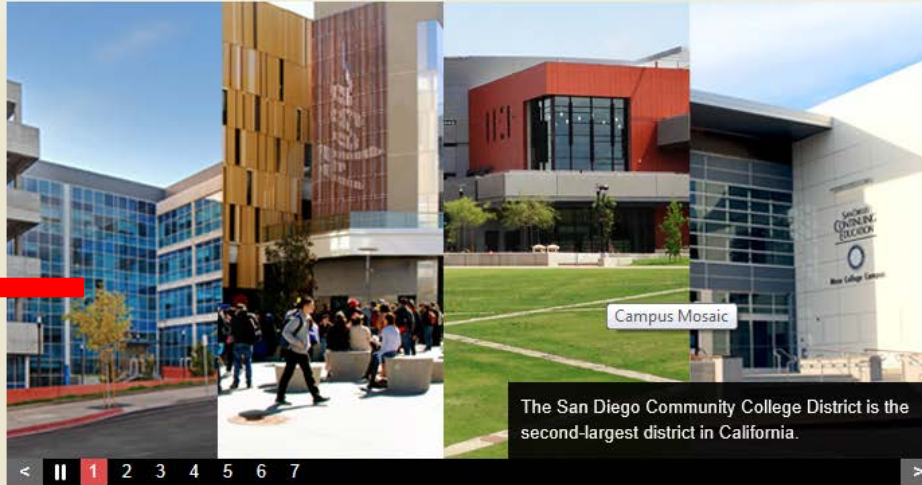 SAN DIEGO
CONTINUING
EDUCATION
Mesa College Campus
Campus Mosaic
The San Diego Community College District is the
second-largest district in California.
< 1 2 3 4 5 6 7 >